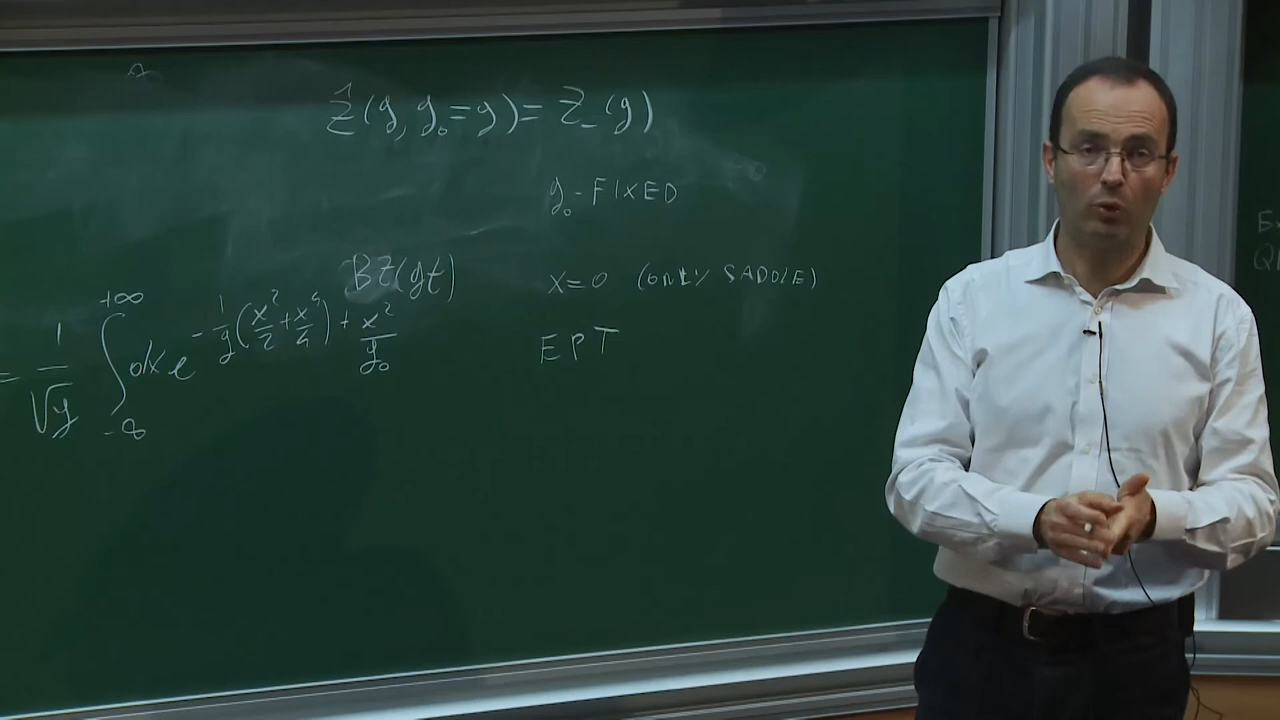 Ẑ(g, g₀=g)= Z₋(g)
g₀ - FIXED
BZ(gt)
x=0 (ONLY SADDLE)
= 1/√g ∫_{-∞}^{+∞} dx e^{-1/g(x²/2+x⁴/4)+x²/g₀}
EPT